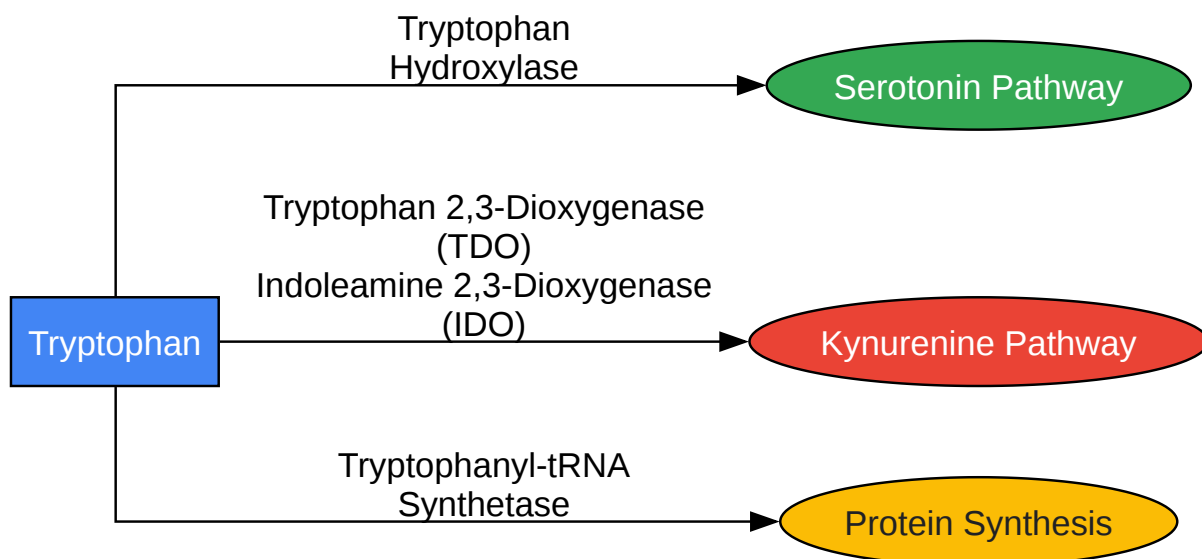 Tryptophan
Hydroxylase
Serotonin Pathway
Tryptophan 2,3-Dioxygenase
(TDO)
Indoleamine 2,3-Dioxygenase
(IDO)
Tryptophan
Kynurenine Pathway
Tryptophanyl-tRNA
Synthetase
Protein Synthesis